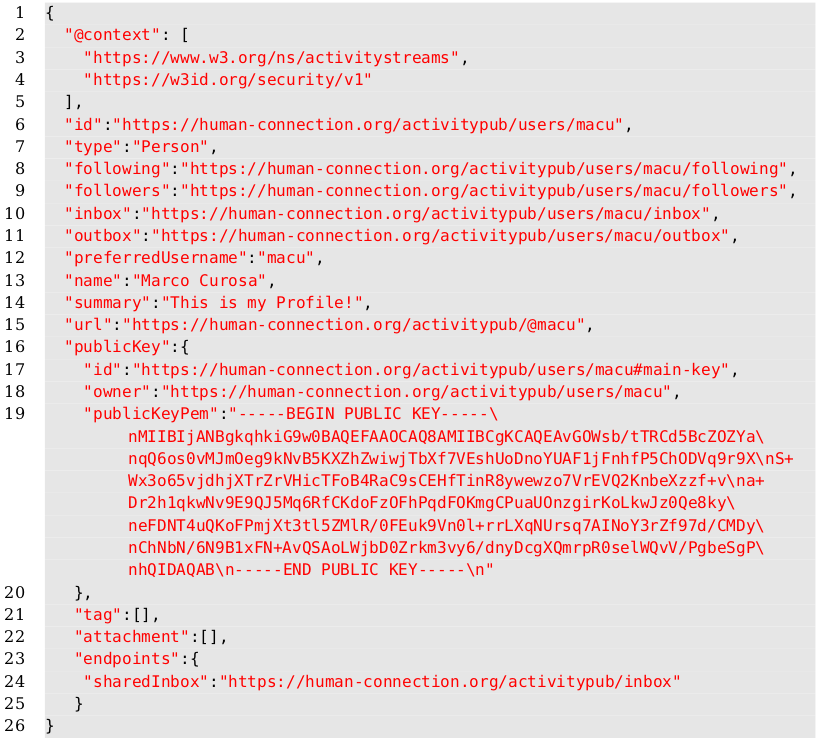 1 {
2 "@context": [
3 "https://www.w3.org/ns/activitystreams",
4 "https://w3id.org/security/v1"
5 ],
6 "id":"https://human-connection.org/activitypub/users/macu",
7 "type":"Person",
8 "following":"https://human-connection.org/activitypub/users/macu/following",
9 "followers":"https://human-connection.org/activitypub/users/macu/followers",
10 "inbox":"https://human-connection.org/activitypub/users/macu/inbox",
11 "outbox":"https://human-connection.org/activitypub/users/macu/outbox",
12 "preferredUsername":"macu",
13 "name":"Marco Curosa",
14 "summary":"This is my Profile!",
15 "url":"https://human-connection.org/activitypub/@macu",
16 "publicKey":{
17 "id":"https://human-connection.org/activitypub/users/macu#main-key",
18 "owner":"https://human-connection.org/activitypub/users/macu",
19 "publicKeyPem":"-----BEGIN PUBLIC KEY-----\
nMIIBIjANBgkqhkiG9w0BAQEFAAOCAQ8AMIIBCgKCAQEAvGOWsb/tTRCd5BcZOZYa\
nqQ6os0vMJmOeg9kNvB5KXZhZwiwjTbXf7VEshUoDnoYUAF1jFnhfP5ChODVq9r9X\nS+
Wx3o65vjdhjXTrZrVHicTFoB4RaC9sCEHfTinR8ywewzo7VrEVQ2KnbeXzzf+v\na+
Dr2h1qkwNv9E9QJ5Mq6RfCKdoFzOFhPqdFOKmgCPuaUOnzgirKoLkwJz0Qe8ky\
neFDNT4uQKoFPmjXt3tl5ZMlR/0FEuk9Vn0l+rrLXqNUrsq7AINoY3rZf97d/CMDy\
nChNbN/6N9B1xFN+AvQSAoLWjbD0Zrkm3vy6/dnyDcgXQmrpR0selWQvV/PgbeSgP\
nhQIDAQAB\n-----END PUBLIC KEY-----\n"
20 },
21 "tag":[],
22 "attachment":[],
23 "endpoints":{
24 "sharedInbox":"https://human-connection.org/activitypub/inbox"
25 }
26 }